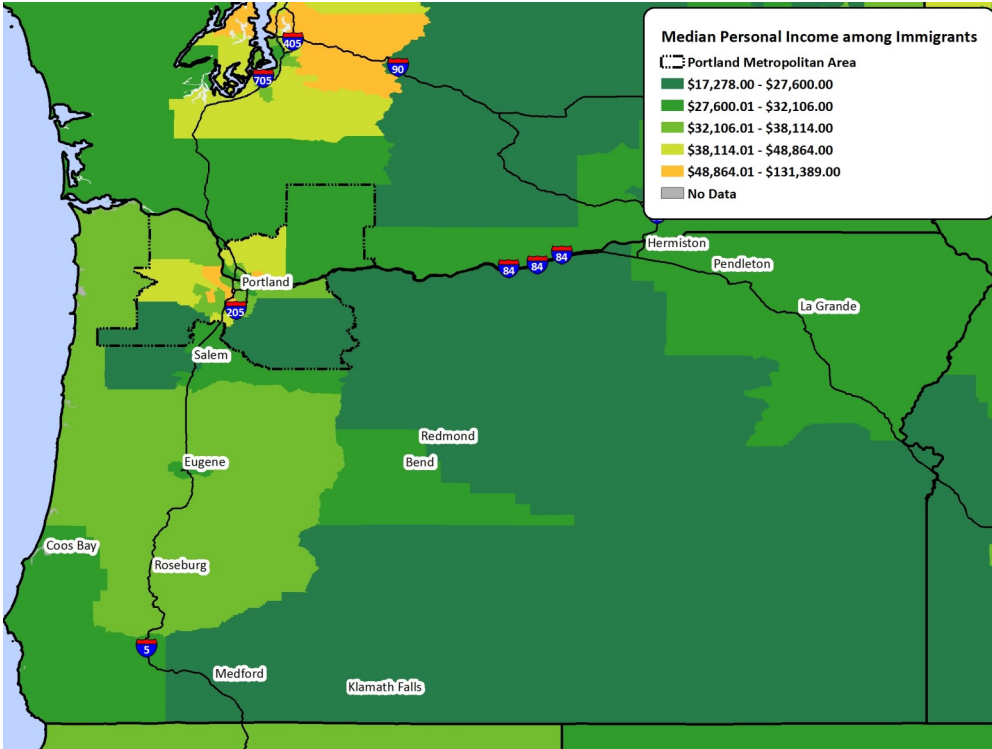 Median Personal Income among Immigrants
Portland Metropolitan Area
$17,278.00 - $27,600.00
$27,600.01 - $32,106.00
$32,106.01 - $38,114.00
$38,114.01 - $48,864.00
$48,864.01 - $131,389.00
No Data
405
90
705
Hermiston
84
84
84
Pendleton
Portland
La Grande
205
Salem
Redmond
Eugene
Bend
Coos Bay
Roseburg
5
Medford
Klamath Falls